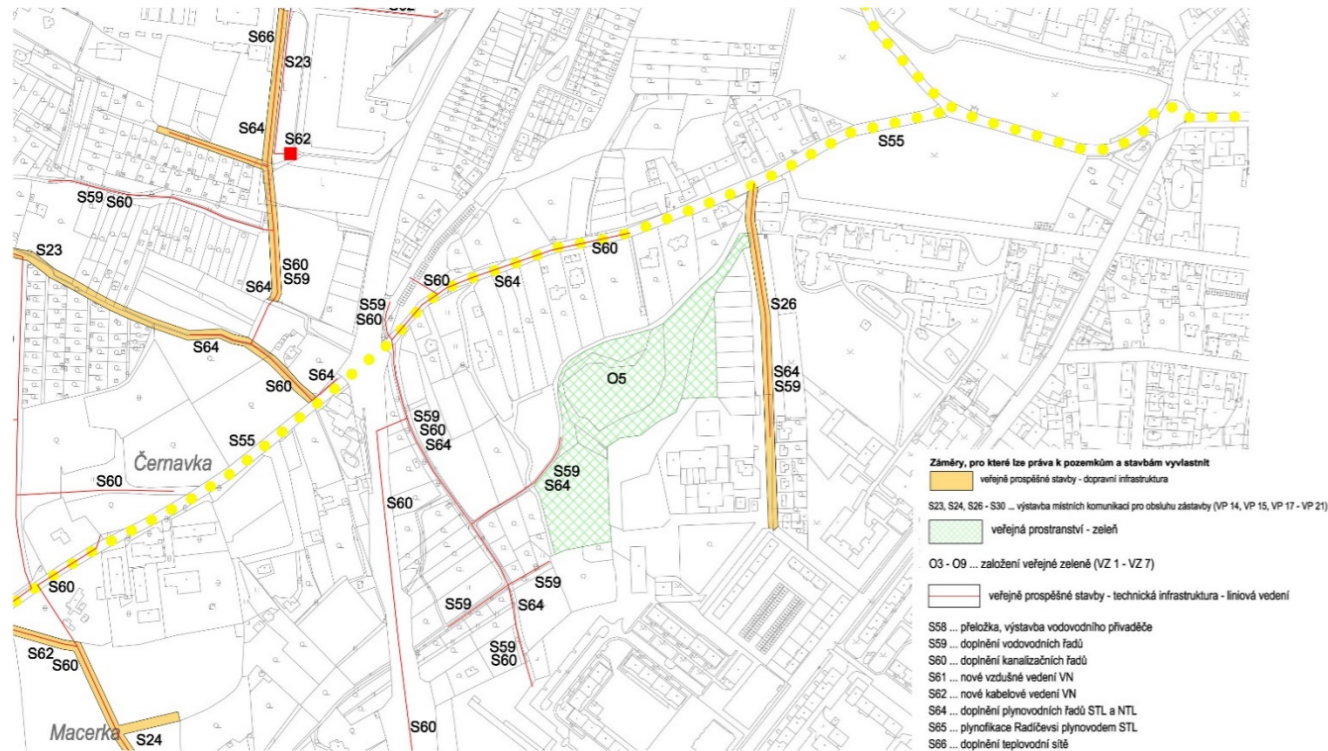 S62
S66
S23
S64
S62
S55
S59
S60
S23
S60
S59
S64
S60
S60
S64
S59
S60
S26
S64
S64
S60
O5
S64
S59
S59
S60
S64
S55
Černavka
S59
S64
S60
S60
S60
S59
S59
S64
S62
S60
S59
S60
Macerka
S24
S60
Záměry, pro které lze práva k pozemkům a stavbám vyvlastnit
veřejně prospěšné stavby - dopravní infrastruktura
S23, S24, S26 - S30 ... výstavba místních komunikací pro obsluhu zástavby (VP 14, VP 15, VP 17 - VP 21)
veřejná prostranství - zeleň
O3 - O9 ... založení veřejné zeleně (VZ 1 - VZ 7)
veřejně prospěšné stavby - technická infrastruktura - liniová vedení
S58 ... přeložka, výstavba vodovodního přivaděče
S59 ... doplnění vodovodních řadů
S60 ... doplnění kanalizačních řadů
S61 ... nové vzdušné vedení VN
S62 ... nové kabelové vedení VN
S64 ... doplnění plynovodních řadů STL a NTL
S65 ... plynofikace Radíčevsi plynovodem STL
S66 ... doplnění teplovodní sítě